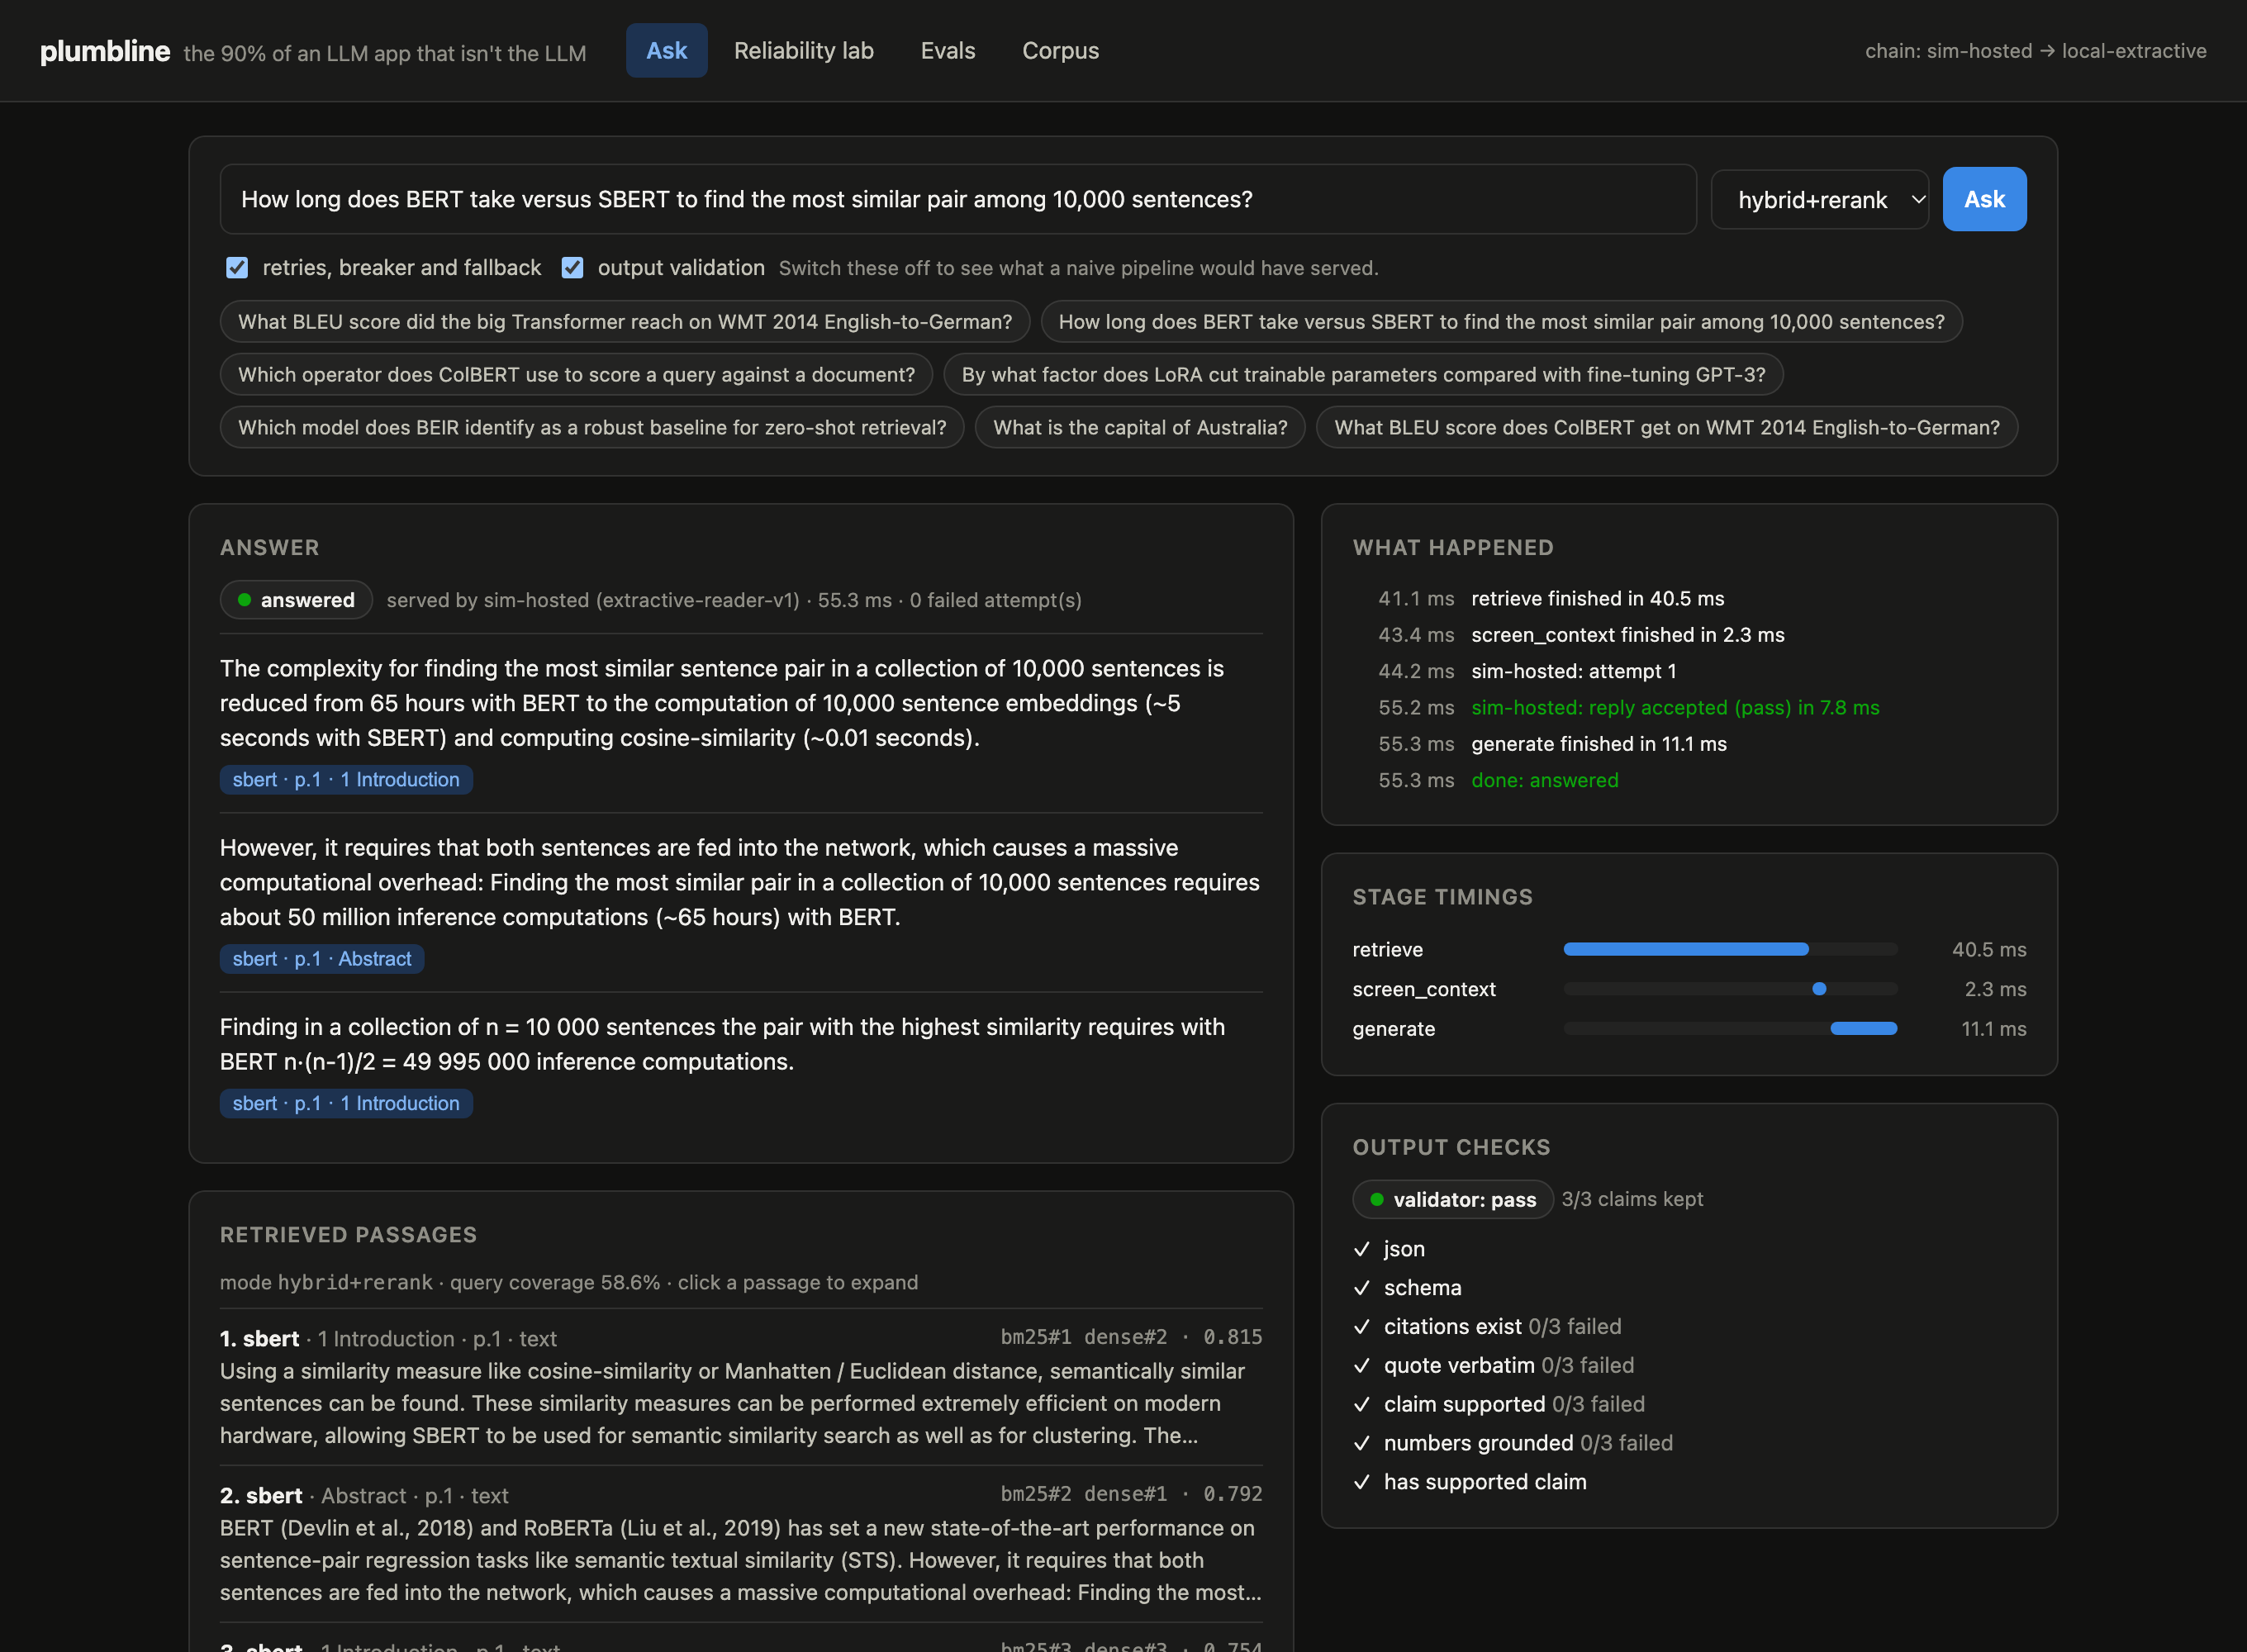 plumbline the 90% of an LLM app that isn't the LLM Ask Reliability lab Evals Corpus chain: sim-hosted → local-extractive
How long does BERT take versus SBERT to find the most similar pair among 10,000 sentences? hybrid+rerank Ask
retries, breaker and fallback output validation Switch these off to see what a naive pipeline would have served.
What BLEU score did the big Transformer reach on WMT 2014 English-to-German? How long does BERT take versus SBERT to find the most similar pair among 10,000 sentences?
Which operator does ColBERT use to score a query against a document? By what factor does LoRA cut trainable parameters compared with fine-tuning GPT-3?
Which model does BEIR identify as a robust baseline for zero-shot retrieval? What is the capital of Australia? What BLEU score does ColBERT get on WMT 2014 English-to-German?
ANSWER
answered served by sim-hosted (extractive-reader-v1) · 55.3 ms · 0 failed attempt(s)
The complexity for finding the most similar sentence pair in a collection of 10,000 sentences is
reduced from 65 hours with BERT to the computation of 10,000 sentence embeddings (~5
seconds with SBERT) and computing cosine-similarity (~0.01 seconds).
sbert · p.1 · 1 Introduction
However, it requires that both sentences are fed into the network, which causes a massive
computational overhead: Finding the most similar pair in a collection of 10,000 sentences requires
about 50 million inference computations (~65 hours) with BERT.
sbert · p.1 · Abstract
Finding in a collection of n = 10 000 sentences the pair with the highest similarity requires with
BERT n·(n-1)/2 = 49 995 000 inference computations.
sbert · p.1 · 1 Introduction
RETRIEVED PASSAGES
mode hybrid+rerank · query coverage 58.6% · click a passage to expand
1. sbert · 1 Introduction · p.1 · text bm25#1 dense#2 · 0.815
Using a similarity measure like cosine-similarity or Manhatten / Euclidean distance, semantically similar
sentences can be found. These similarity measures can be performed extremely efficient on modern
hardware, allowing SBERT to be used for semantic similarity search as well as for clustering. The...
2. sbert · Abstract · p.1 · text bm25#2 dense#1 · 0.792
BERT (Devlin et al., 2018) and RoBERTa (Liu et al., 2019) has set a new state-of-the-art performance on
sentence-pair regression tasks like semantic textual similarity (STS). However, it requires that both
sentences are fed into the network, which causes a massive computational overhead: Finding the most...
3. sbert · 1 Introduction · p.1 · text bm25#3 dense#3 · 0.754
WHAT HAPPENED
41.1 ms retrieve finished in 40.5 ms
43.4 ms screen_context finished in 2.3 ms
44.2 ms sim-hosted: attempt 1
55.2 ms sim-hosted: reply accepted (pass) in 7.8 ms
55.3 ms generate finished in 11.1 ms
55.3 ms done: answered
STAGE TIMINGS
retrieve 40.5 ms
screen_context 2.3 ms
generate 11.1 ms
OUTPUT CHECKS
validator: pass 3/3 claims kept
✓ json
✓ schema
✓ citations exist 0/3 failed
✓ quote verbatim 0/3 failed
✓ claim supported 0/3 failed
✓ numbers grounded 0/3 failed
✓ has supported claim